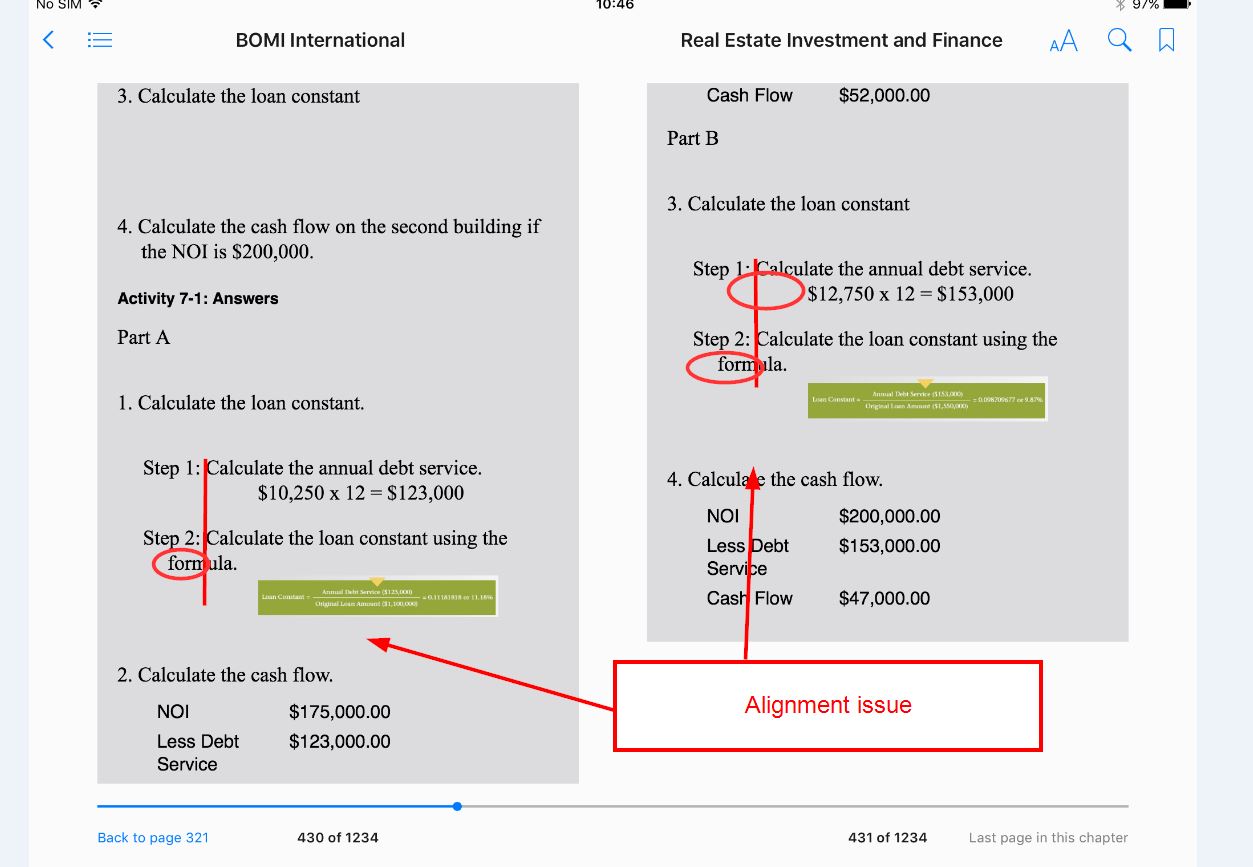 No SIM 10:46 97%
BOMI International
Real Estate Investment and Finance
AA
3. Calculate the loan constant
4. Calculate the cash flow on the second building if
the NOI is $200,000.
Activity 7-1: Answers
Part A
1. Calculate the loan constant.
Step 1: Calculate the annual debt service.
$10,250 x 12 = $123,000
Step 2: Calculate the loan constant using the
formula.
Loan Constant = Annual Debt Service ($123,000) = 0.11181818 or 11.18%
Original Loan Amount ($1,100,000)
2. Calculate the cash flow.
NOI $175,000.00
Less Debt $123,000.00
Service
Cash Flow $52,000.00
Part B
3. Calculate the loan constant
Step 1: Calculate the annual debt service.
$12,750 x 12 = $153,000
Step 2: Calculate the loan constant using the
formula.
Loan Constant = Annual Debt Service ($153,000) = 0.098709677 or 9.87%
Original Loan Amount ($1,550,000)
4. Calculate the cash flow.
NOI $200,000.00
Less Debt $153,000.00
Service
Cash Flow $47,000.00
Alignment issue
Back to page 321
430 of 1234
431 of 1234
Last page in this chapter